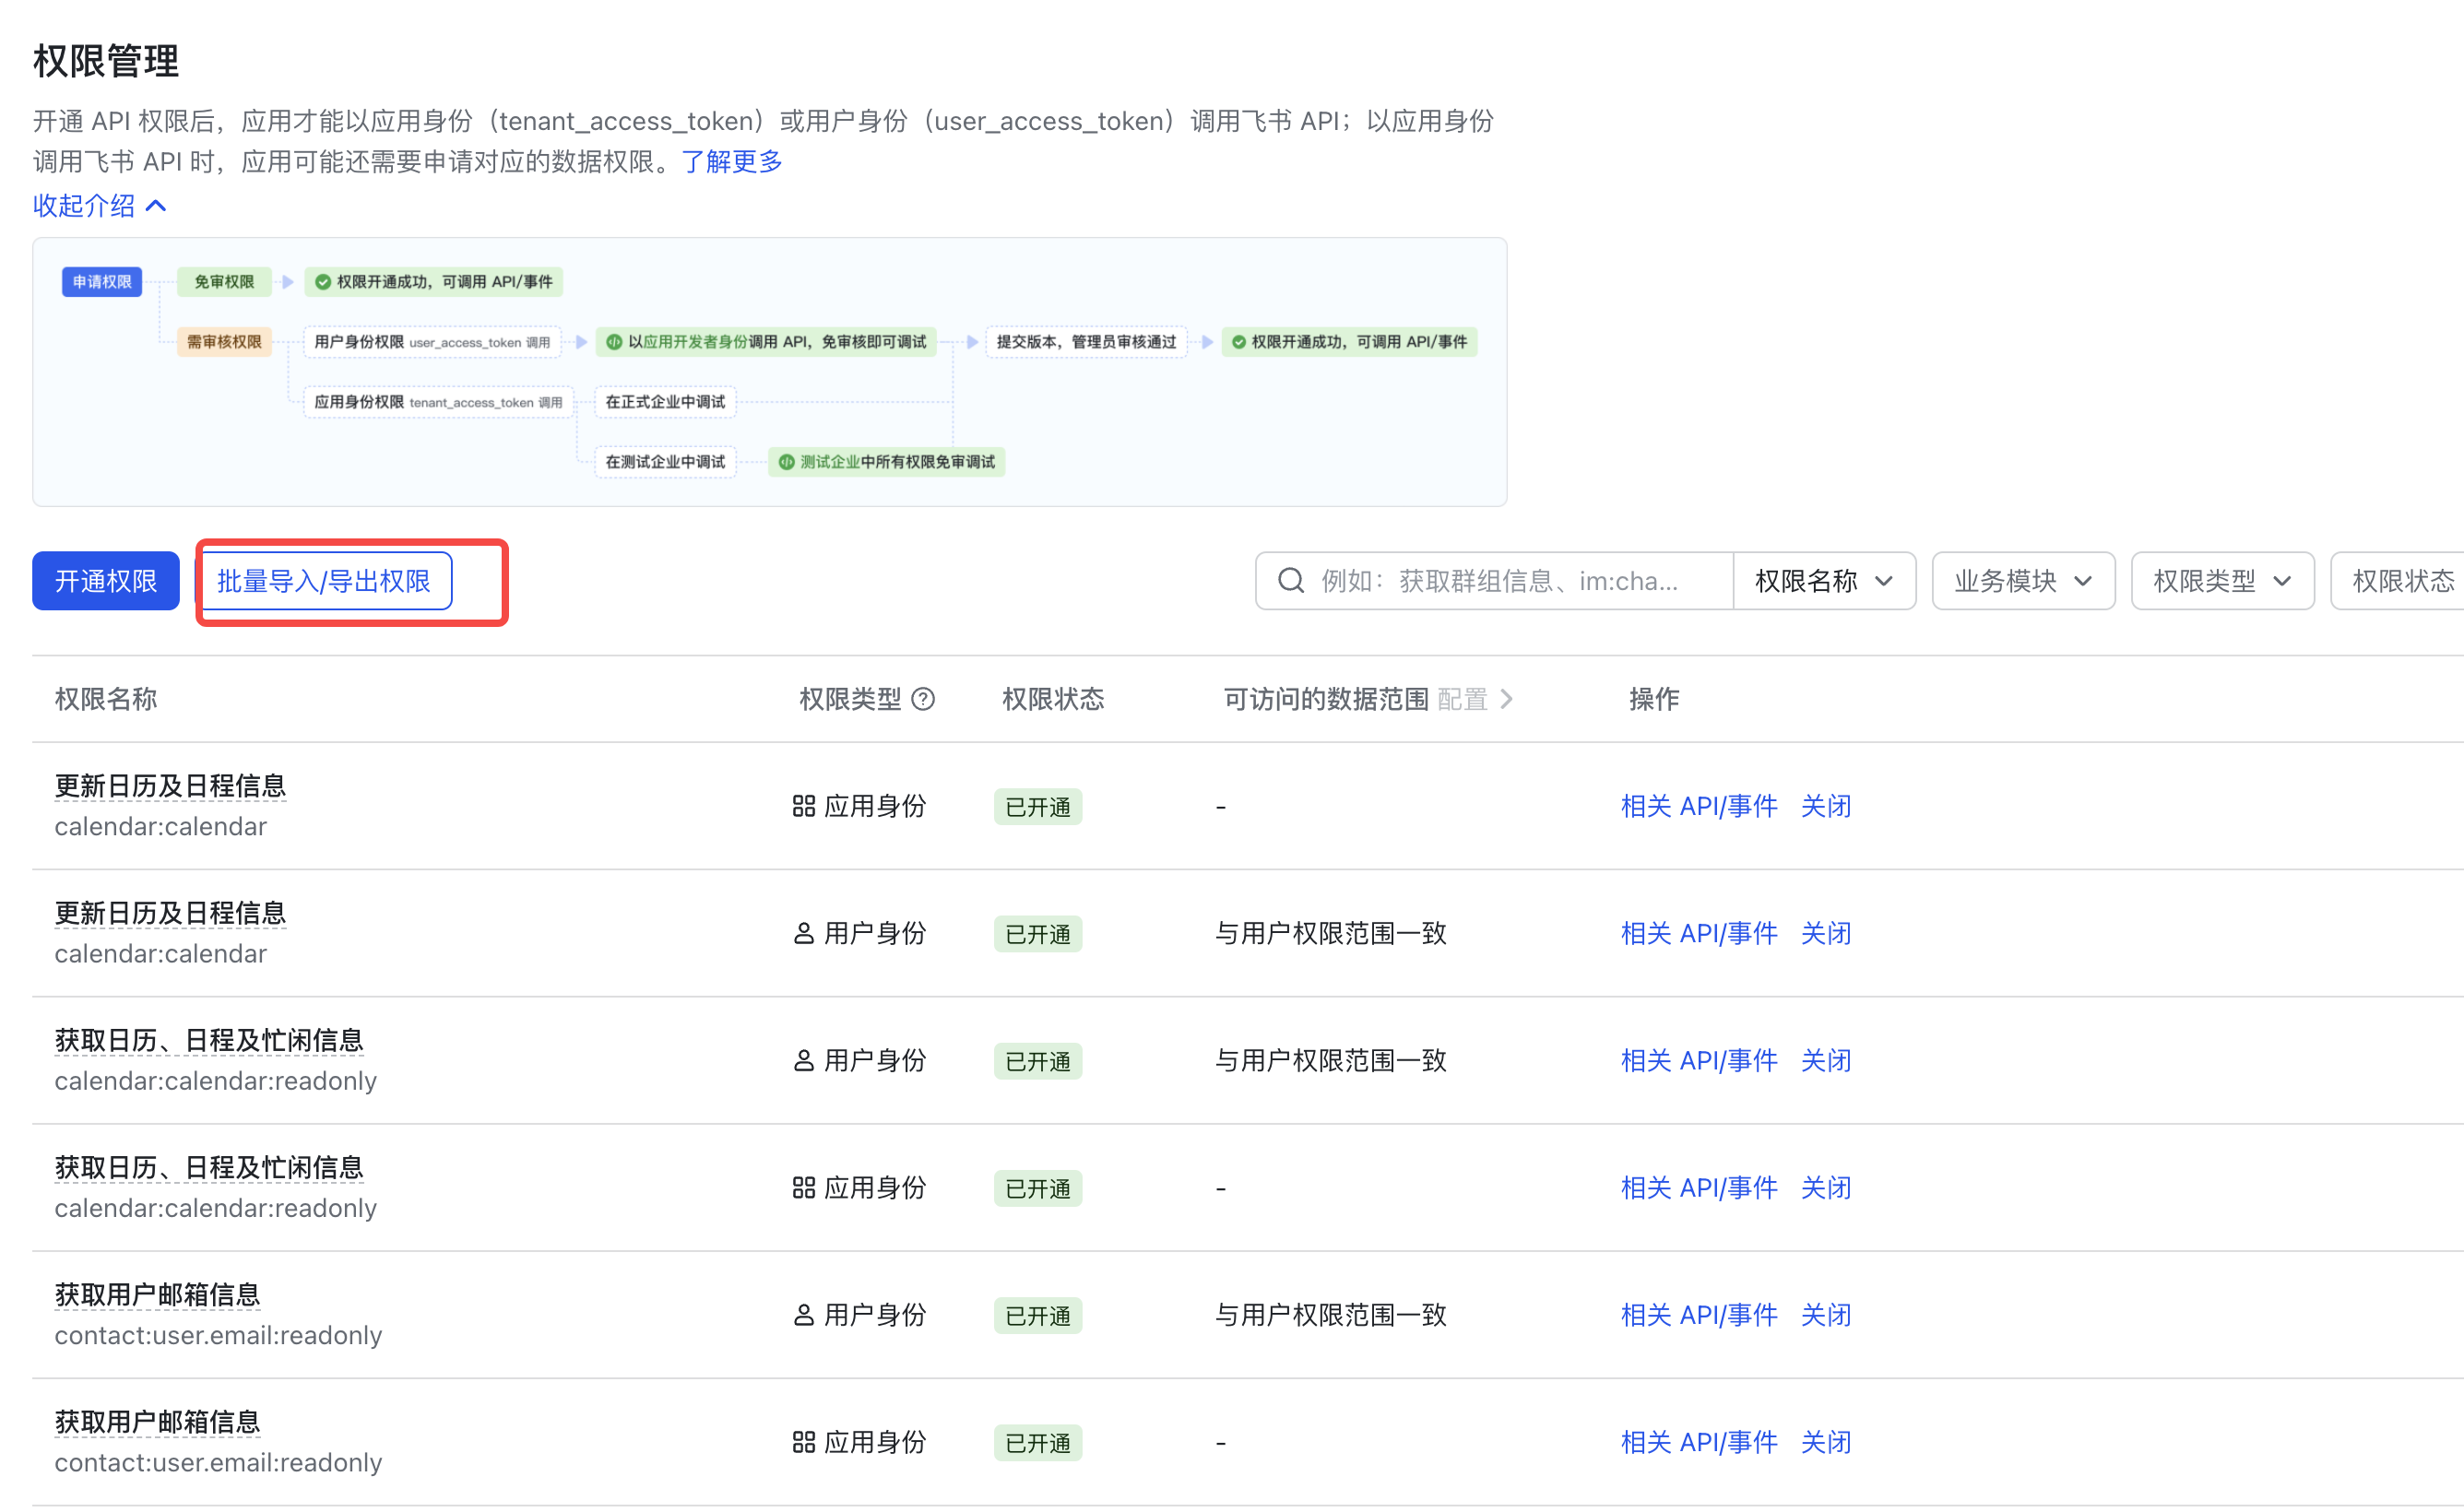 权限管理
开通 API 权限后，应用才能以应用身份（tenant_access_token）或用户身份（user_access_token）调用飞书 API；以应用身份
调用飞书 API 时，应用可能还需要申请对应的数据权限。了解更多
收起介绍
申请权限 免审权限 权限开通成功，可调用 API/事件
需审核权限 用户身份权限 user_access_token 调用 以应用开发者身份调用 API，免审核即可调试 提交版本，管理员审核通过 权限开通成功，可调用 API/事件
应用身份权限 tenant_access_token 调用 在正式企业中调试
在测试企业中调试 测试企业中所有权限免审调试
开通权限 批量导入/导出权限 例如：获取群组信息、im:cha... 权限名称 业务模块 权限类型 权限状态
权限名称 权限类型 权限状态 可访问的数据范围 配置 操作
更新日历及日程信息
calendar:calendar
应用身份 已开通 - 相关 API/事件 关闭
更新日历及日程信息
calendar:calendar
用户身份 已开通 与用户权限范围一致 相关 API/事件 关闭
获取日历、日程及忙闲信息
calendar:calendar:readonly
用户身份 已开通 与用户权限范围一致 相关 API/事件 关闭
获取日历、日程及忙闲信息
calendar:calendar:readonly
应用身份 已开通 - 相关 API/事件 关闭
获取用户邮箱信息
contact:user.email:readonly
用户身份 已开通 与用户权限范围一致 相关 API/事件 关闭
获取用户邮箱信息
contact:user.email:readonly
应用身份 已开通 - 相关 API/事件 关闭